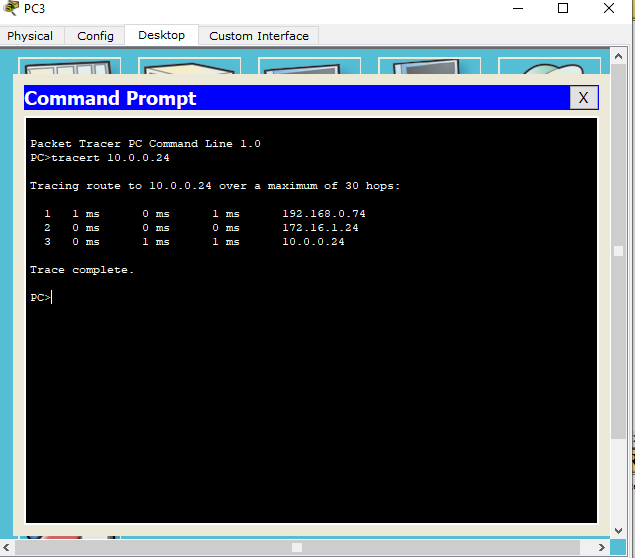 PC3
Physical Config Desktop Custom Interface
Command Prompt X
Packet Tracer PC Command Line 1.0
PC>tracert 10.0.0.24
Tracing route to 10.0.0.24 over a maximum of 30 hops:
1 1 ms 0 ms 1 ms 192.168.0.74
2 0 ms 0 ms 0 ms 172.16.1.24
3 0 ms 1 ms 1 ms 10.0.0.24
Trace complete.
PC>